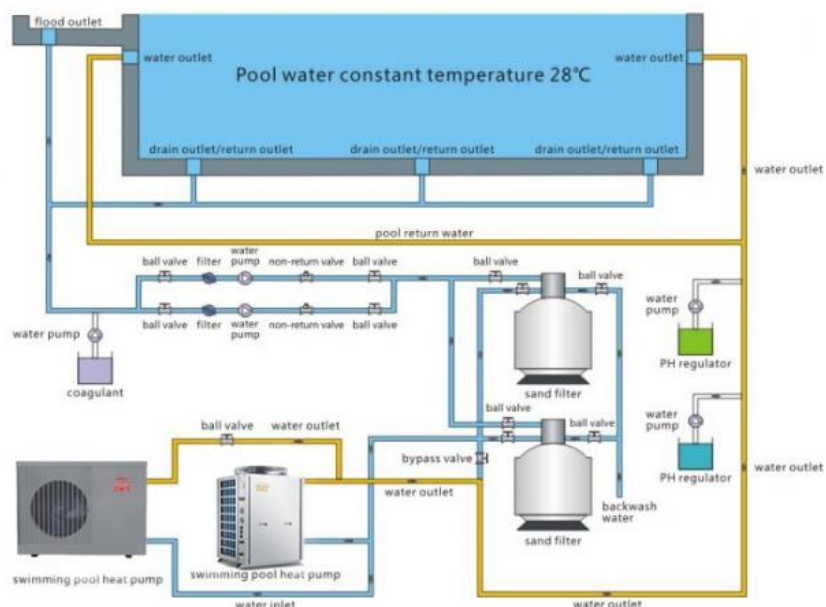 flood outlet
water outlet
water outlet
Pool water constant temperature 28℃
drain outlet/return outlet
drain outlet/return outlet
drain outlet/return outlet
water outlet
pool return water
ball valve
filter
water
pump
non-return valve
ball valve
ball valve
ball valve
ball valve
filter
water
pump
non-return valve
ball valve
water pump
coagulant
sand filter
water
pump
PH regulator
ball valve
ball valve
ball valve
water outlet
bypass valve
water outlet
water
pump
PH regulator
water outlet
backwash
water
sand filter
swimming pool heat pump
swimming pool heat pump
water inlet
water outlet